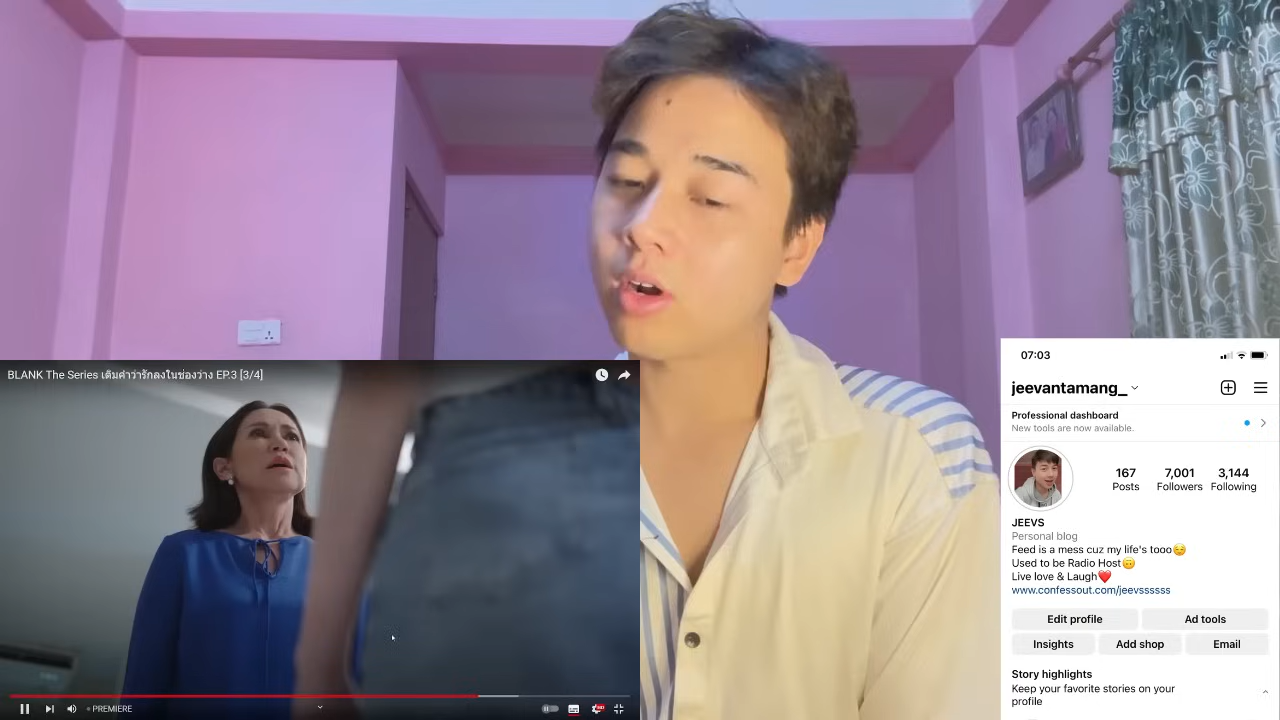 BLANK The Series เติมคำว่ารักลงในช่องว่าง EP.3 [3/4]
PREMIERE
07:03
jeevantamang_
Professional dashboard
New tools are now available.
167 7,001 3,144
Posts Followers Following
JEEVS
Personal blog
Feed is a mess cuz my life's tooo😌
Used to be Radio Host🙃
Live love & Laugh❤️
www.confessout.com/jeevssssss
Edit profile Ad tools
Insights Add shop Email
Story highlights
Keep your favorite stories on your
profile